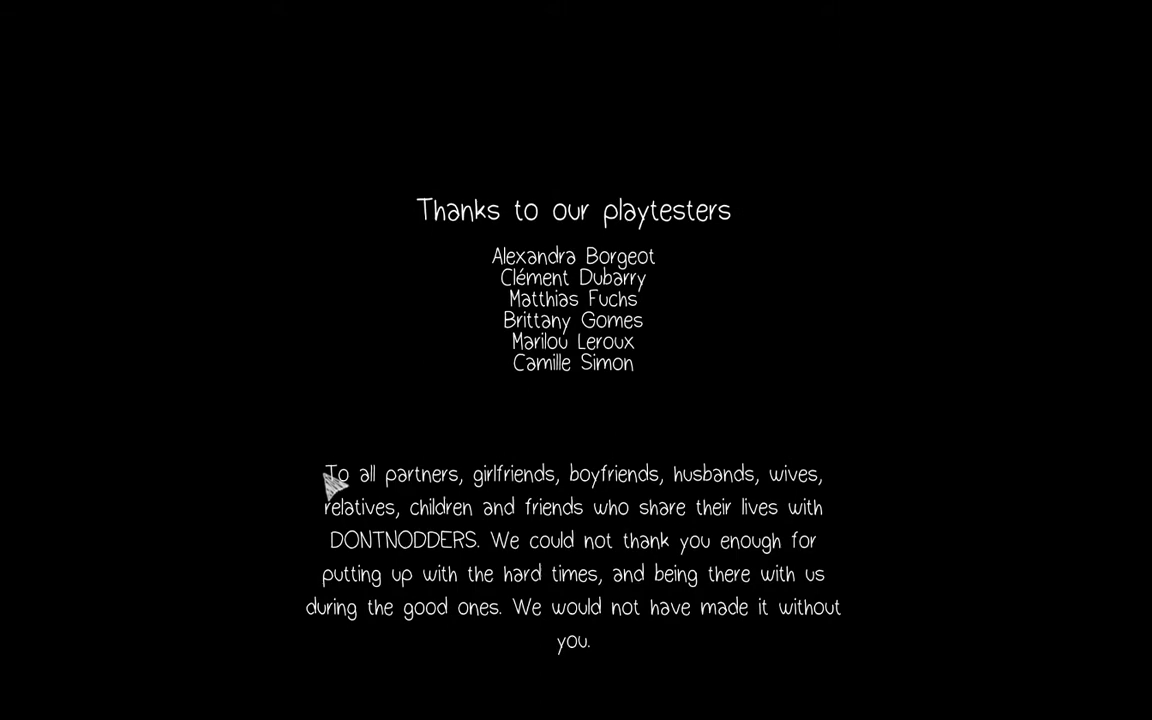 Thanks to our playtesters
Alexandra Borgeot
Clément Dubarry
Matthias Fuchs
Brittany Gomes
Marilou Leroux
Camille Simon
To all partners, girlfriends, boyfriends, husbands, wives,
relatives, children and friends who share their lives with
DONTNODDERS. We could not thank you enough for
putting up with the hard times, and being there with us
during the good ones. We would not have made it without
you.